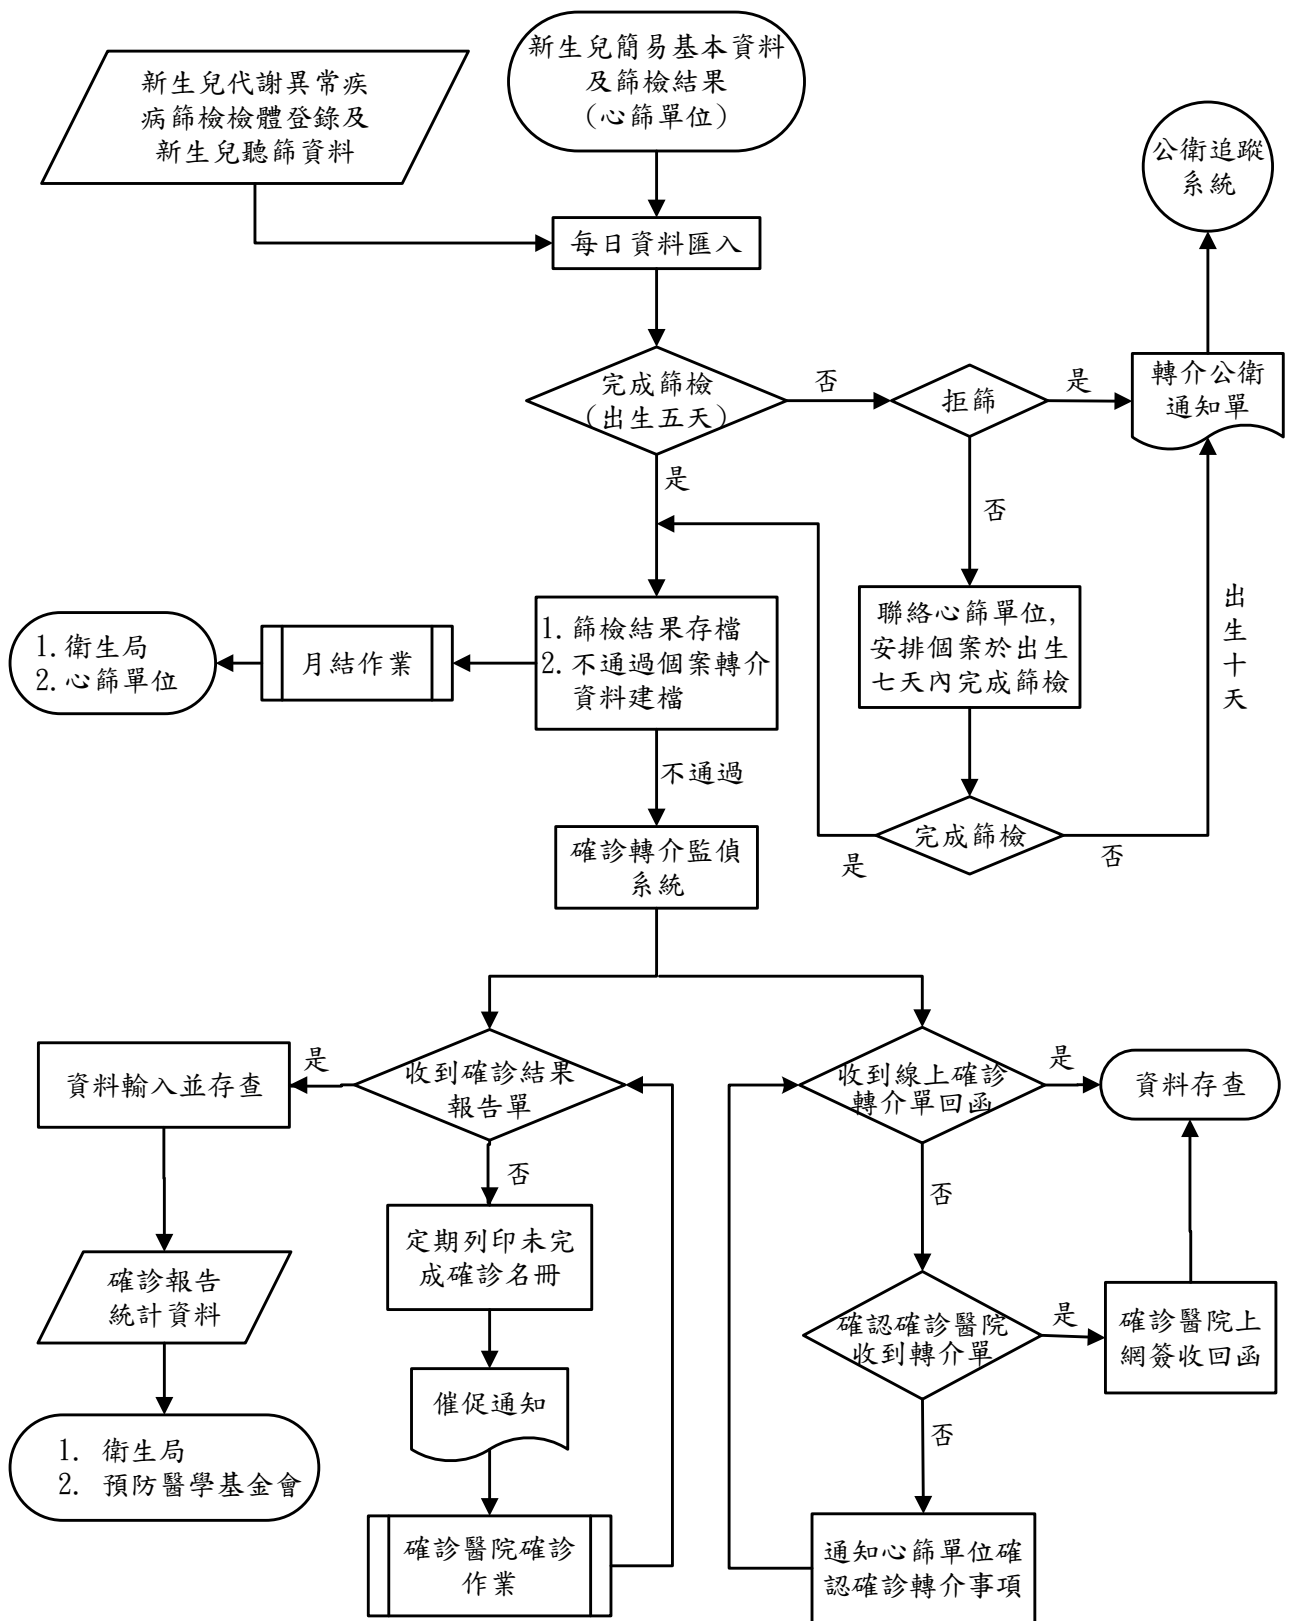 新生兒簡易基本資料
及篩檢結果
(心篩單位)
新生兒代謝異常疾
病篩檢檢體登錄及
新生兒聽篩資料
公衛追蹤
系統
每日資料匯入
完成篩檢
(出生五天)
否
拒篩
是
轉介公衛
通知單
是
否
出
生
十
天
1.衛生局
2.心篩單位
月結作業
1.篩檢結果存檔
2.不通過個案轉介
資料建檔
聯絡心篩單位,
安排個案於出生
七天內完成篩檢
不通過
完成篩檢
是
否
確診轉介監偵
系統
資料輸入並存查
是
收到確診結果
報告單
收到線上確診
轉介單回函
是
資料存查
否
否
定期列印未完
成確診名冊
確診報告
統計資料
確認確診醫院
收到轉介單
是
確診醫院上
網簽收回函
催促通知
否
1. 衛生局
2. 預防醫學基金會
確診醫院確診
作業
通知心篩單位確
認確診轉介事項